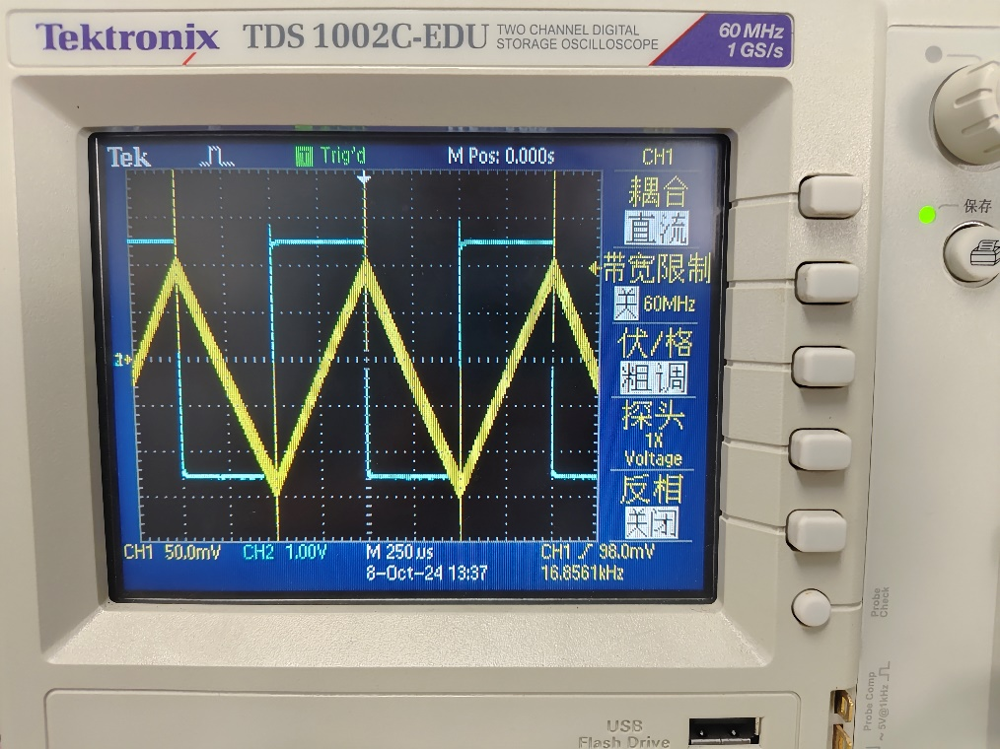 Tektronix TDS 1002C-EDU TWO CHANNEL DIGITAL
STORAGE OSCILLOSCOPE
60 MHz
1 GS/s
Tek Trig'd M Pos: 0.000s CH1
耦合
直流
带宽限制
关 60MHz
伏/格
粗调
探头
1X
Voltage
反相
关闭
CH1 50.0mV CH2 1.00V M 250µs CH1 98.0mV
8-Oct-24 13:37 16.8561kHz
保存
Probe
Check
Probe Comp
~ 5V@1kHz
USB
Flash Drive